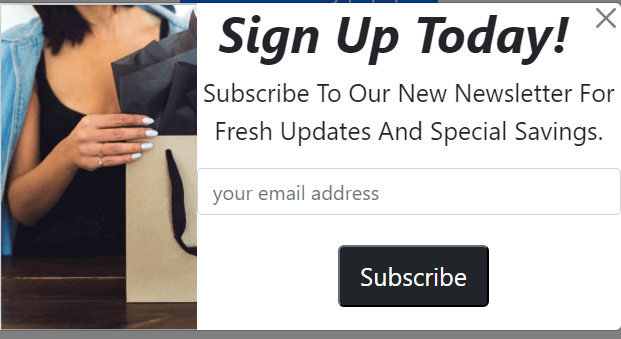 Sign Up Today!
Subscribe To Our New Newsletter For
Fresh Updates And Special Savings.
your email address
Subscribe